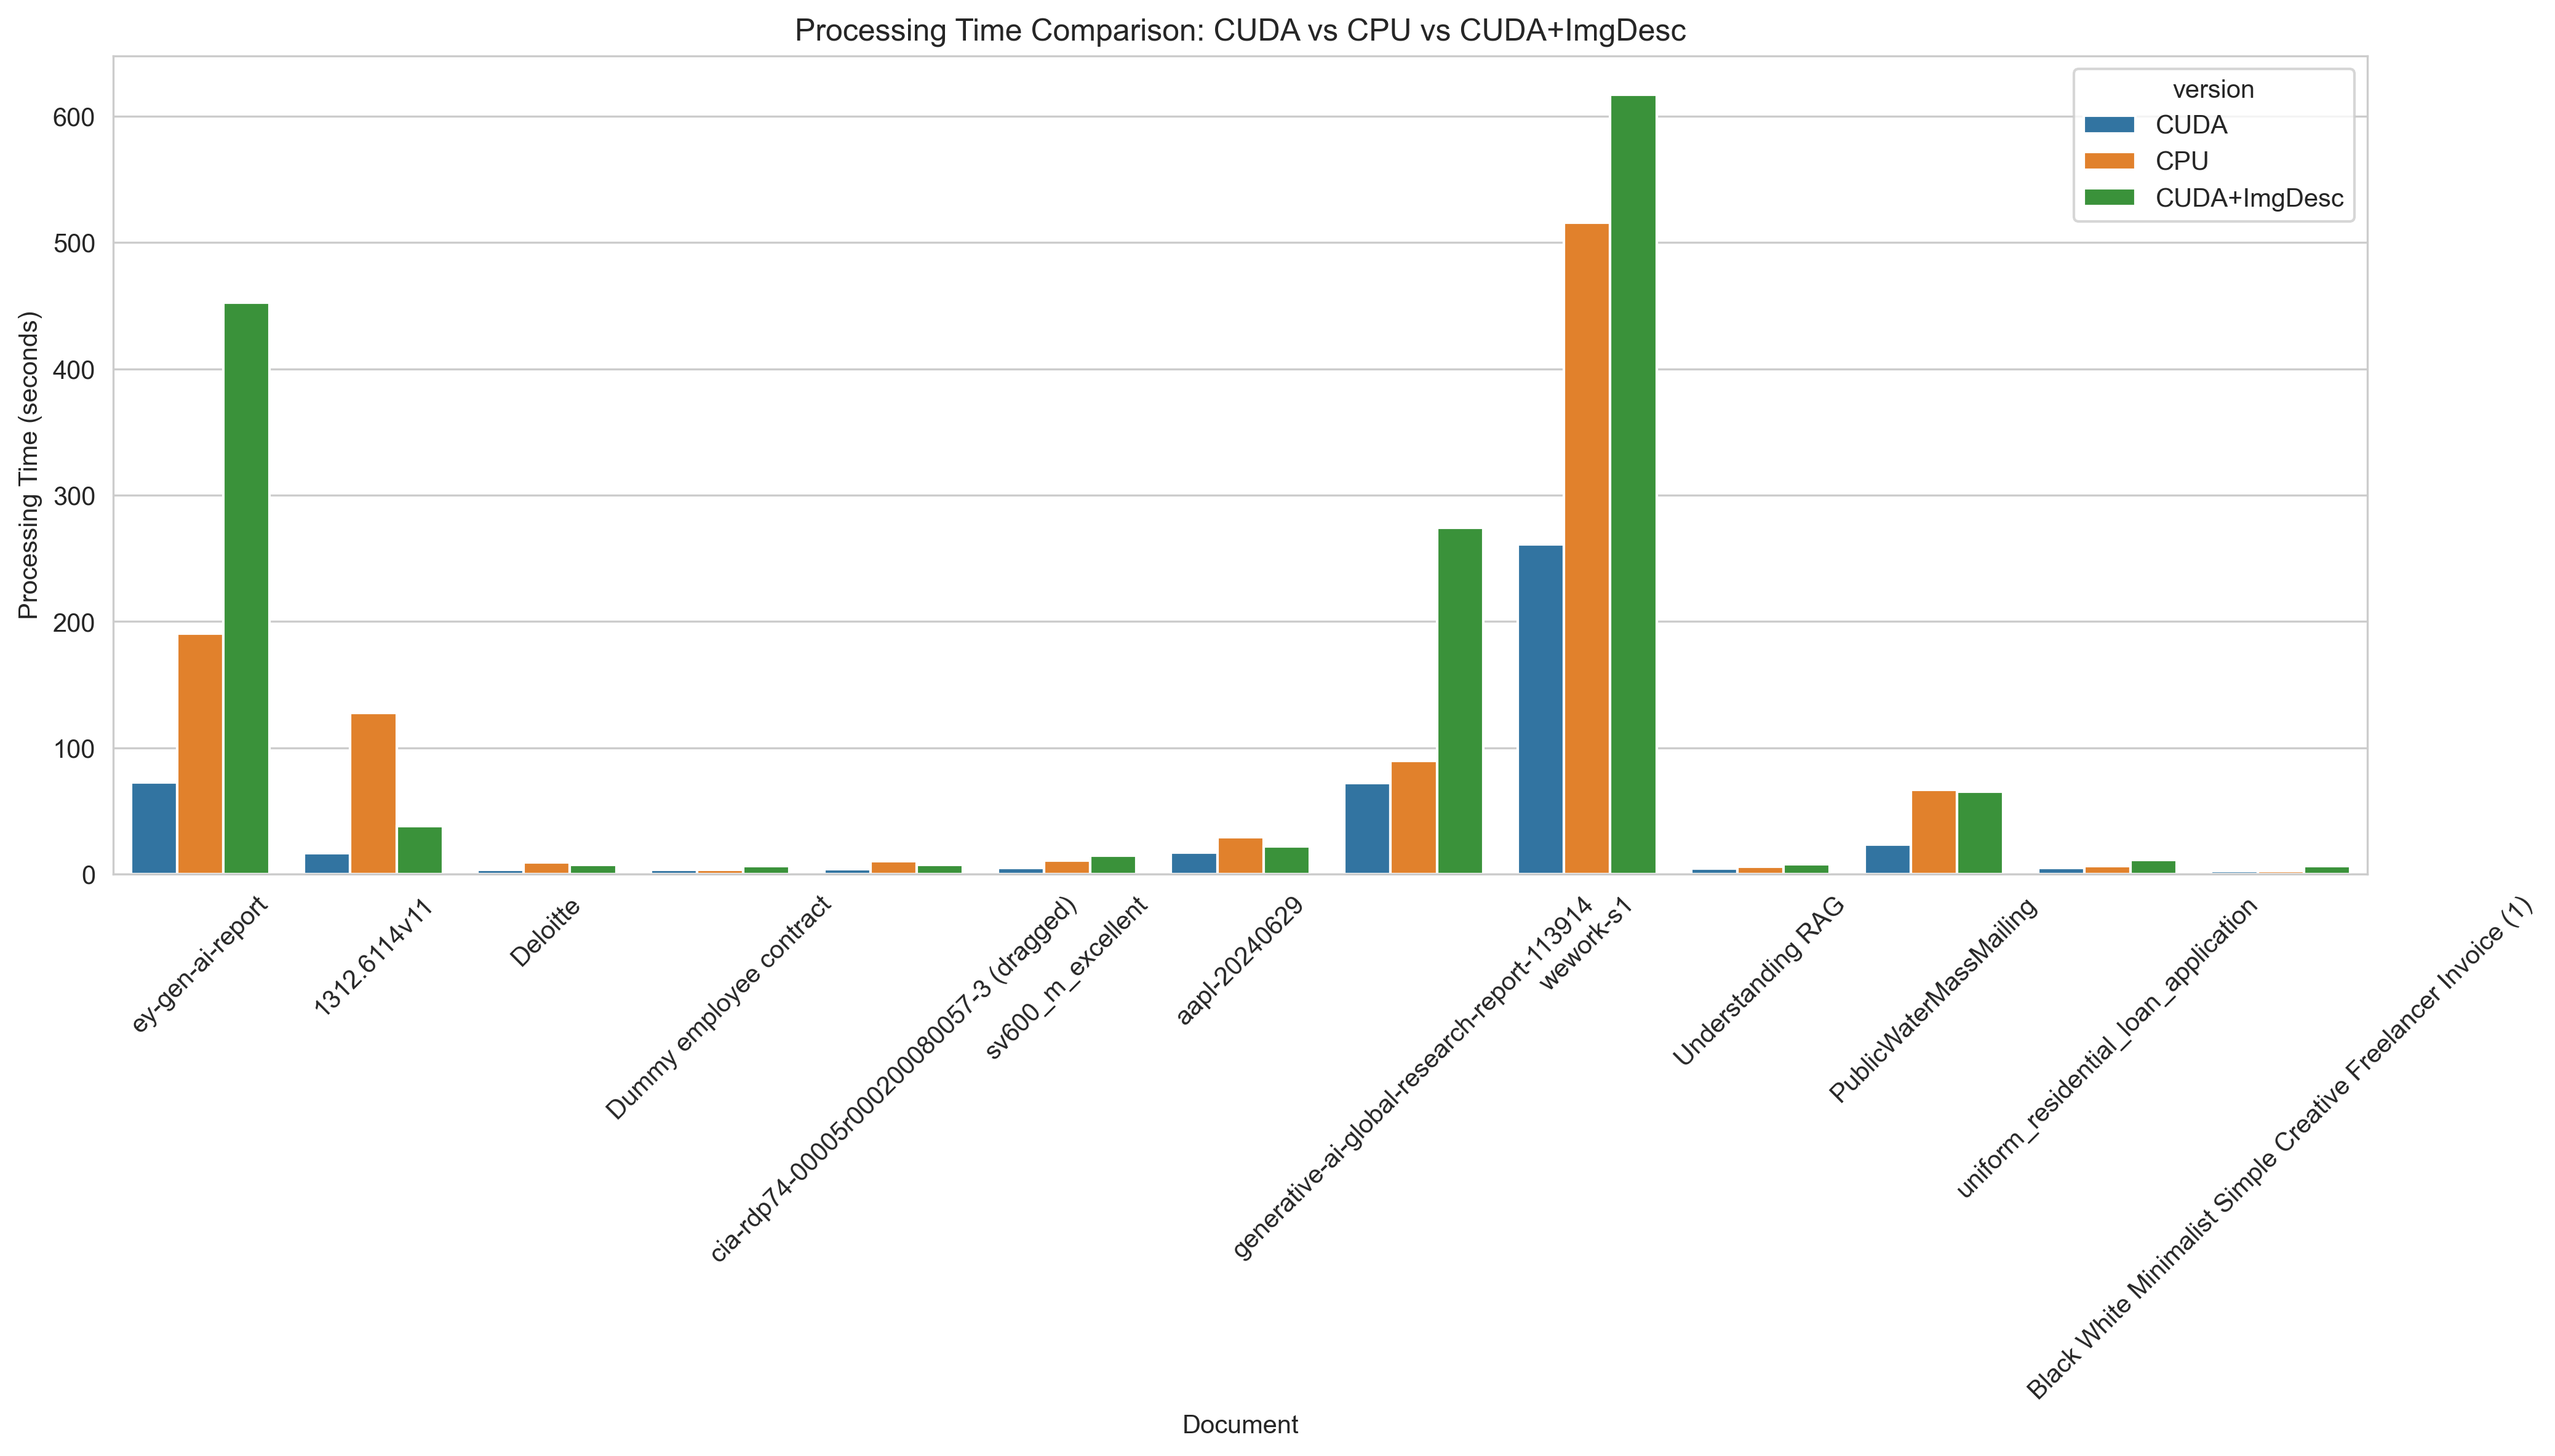 Processing Time Comparison: CUDA vs CPU vs CUDA+ImgDesc
version
CUDA
CPU
CUDA+ImgDesc
Processing Time (seconds)
600
500
400
300
200
100
0
ey-gen-ai-report
1312.6114v11
Deloitte
Dummy employee contract
cia-rdp74-00005r000200080057-3 (dragged)
sv600_m_excellent
aapl-20240629
generative-ai-global-research-report-113914
wework-s1
Understanding RAG
PublicWaterMassMailing
uniform_residential_loan_application
Black White Minimalist Simple Creative Freelancer Invoice (1)
Document